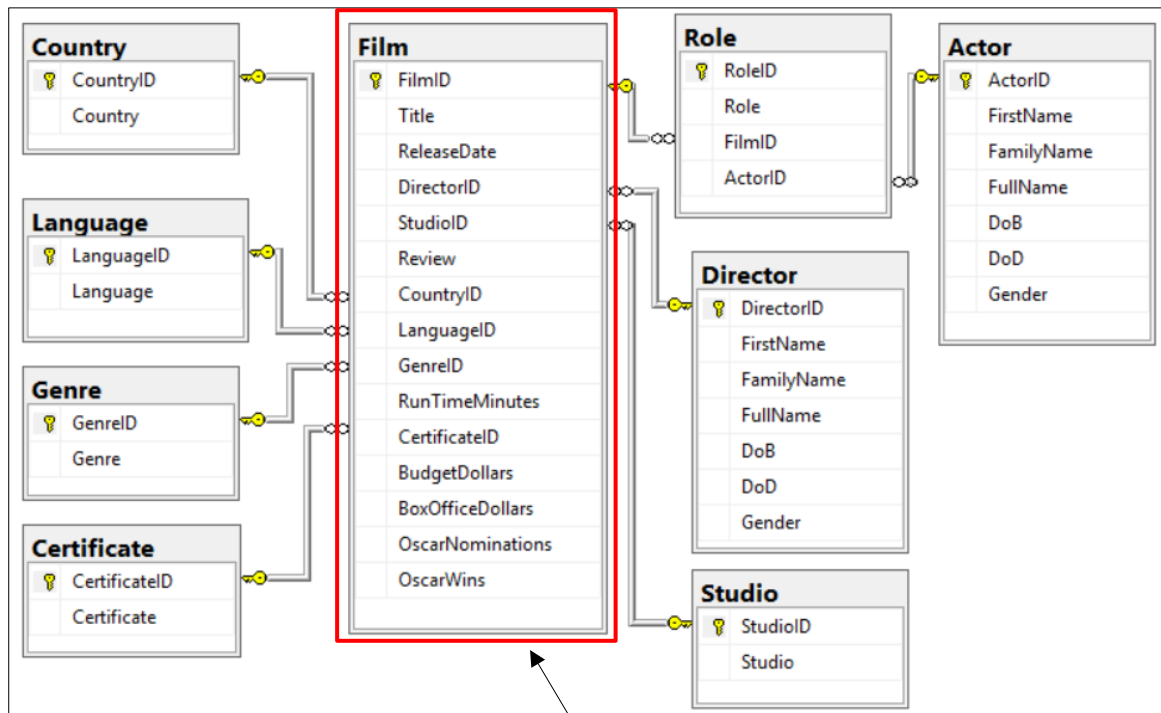 Country
CountryID
Country
Language
LanguageID
Language
Genre
GenreID
Genre
Certificate
CertificateID
Certificate
Film
FilmID
Title
ReleaseDate
DirectorID
StudioID
Review
CountryID
LanguageID
GenreID
RunTimeMinutes
CertificateID
BudgetDollars
BoxOfficeDollars
OscarNominations
OscarWins
Role
RoleID
Role
FilmID
ActorID
Director
DirectorID
FirstName
FamilyName
FullName
DoB
DoD
Gender
Studio
StudioID
Studio
Actor
ActorID
FirstName
FamilyName
FullName
DoB
DoD
Gender